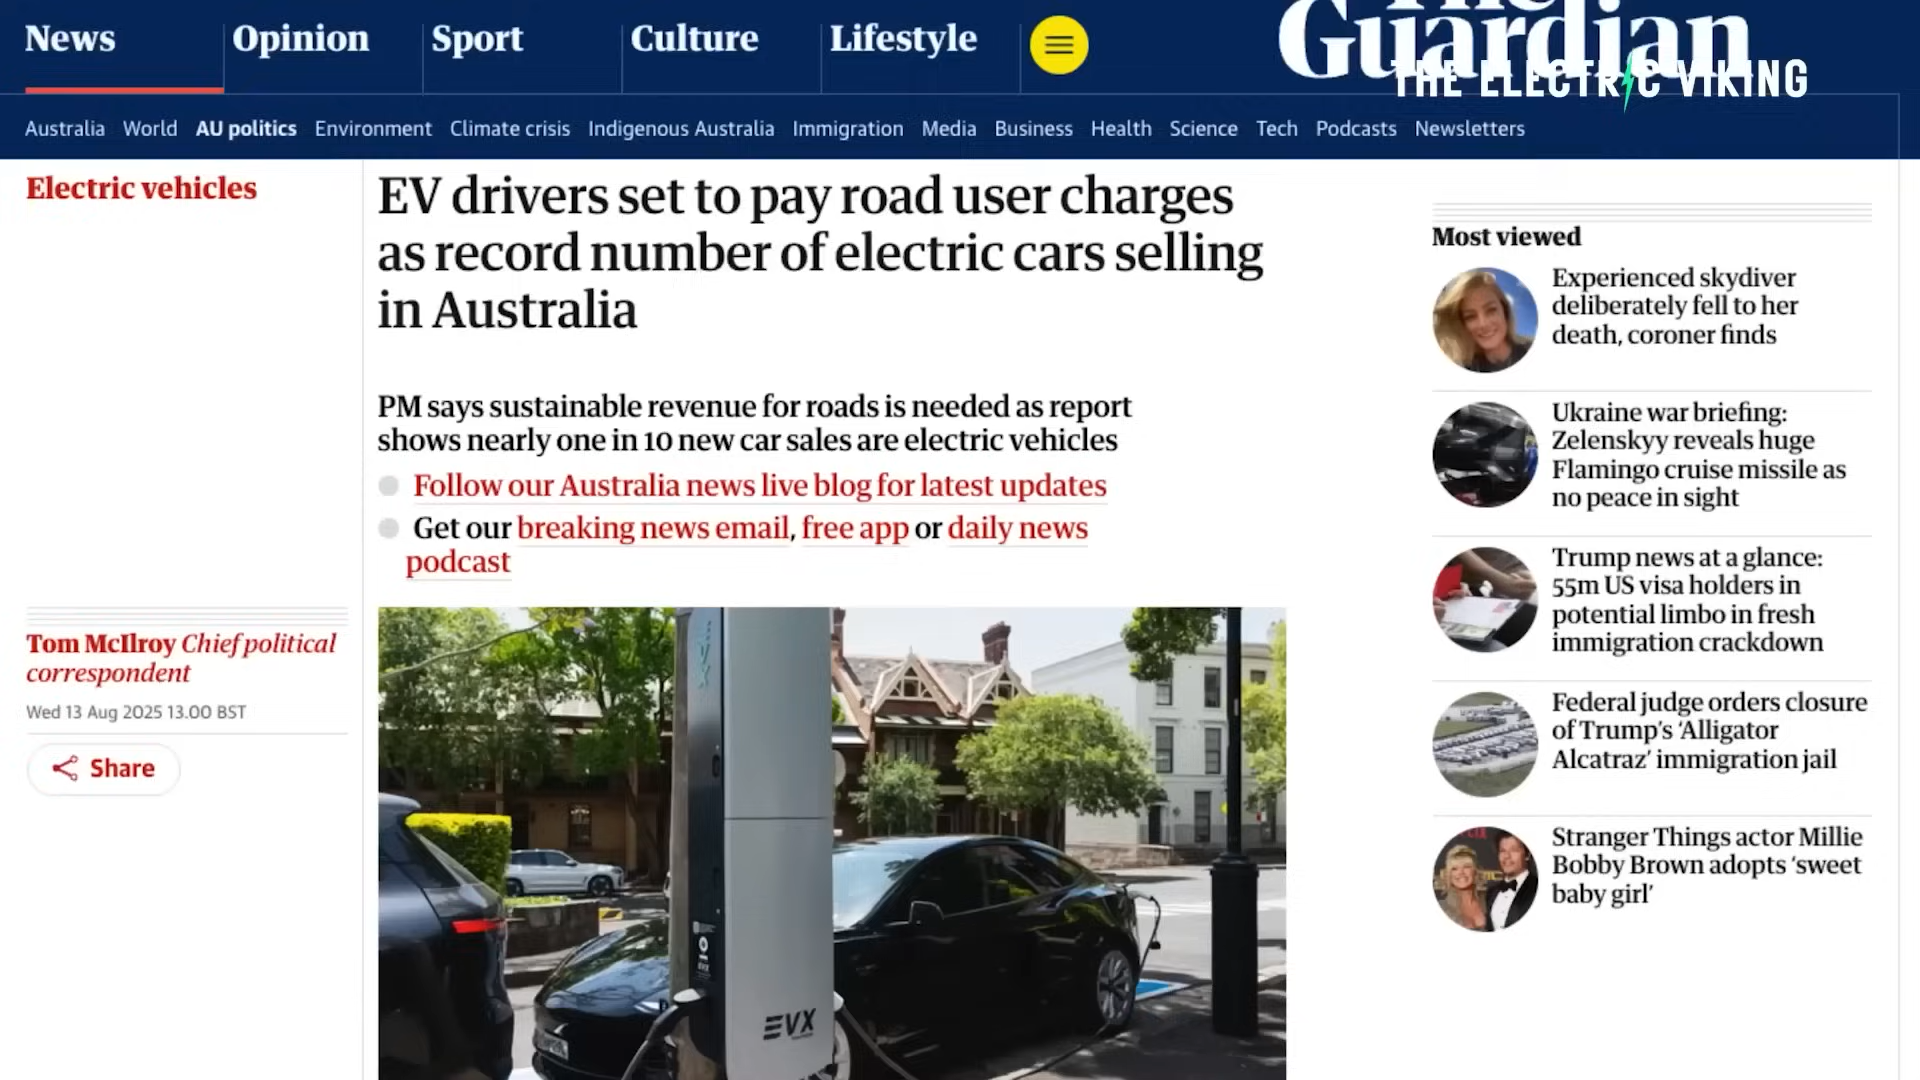 News
Opinion
Sport
Culture
Lifestyle
The
Guardian
THE ELECTRIC VIKING
Australia
World
AU politics
Environment
Climate crisis
Indigenous Australia
Immigration
Media
Business
Health
Science
Tech
Podcasts
Newsletters
Electric vehicles
EV drivers set to pay road user charges
as record number of electric cars selling
in Australia
PM says sustainable revenue for roads is needed as report
shows nearly one in 10 new car sales are electric vehicles
Follow our Australia news live blog for latest updates
Get our breaking news email, free app or daily news
podcast
Tom McIlroy Chief political
correspondent
Wed 13 Aug 2025 13.00 BST
Share
EVX
EVX
Most viewed
Experienced skydiver
deliberately fell to her
death, coroner finds
Ukraine war briefing:
Zelenskyy reveals huge
Flamingo cruise missile as
no peace in sight
Trump news at a glance:
55m US visa holders in
potential limbo in fresh
immigration crackdown
Federal judge orders closure
of Trump's ‘Alligator
Alcatraz’ immigration jail
Stranger Things actor Millie
Bobby Brown adopts ‘sweet
baby girl’